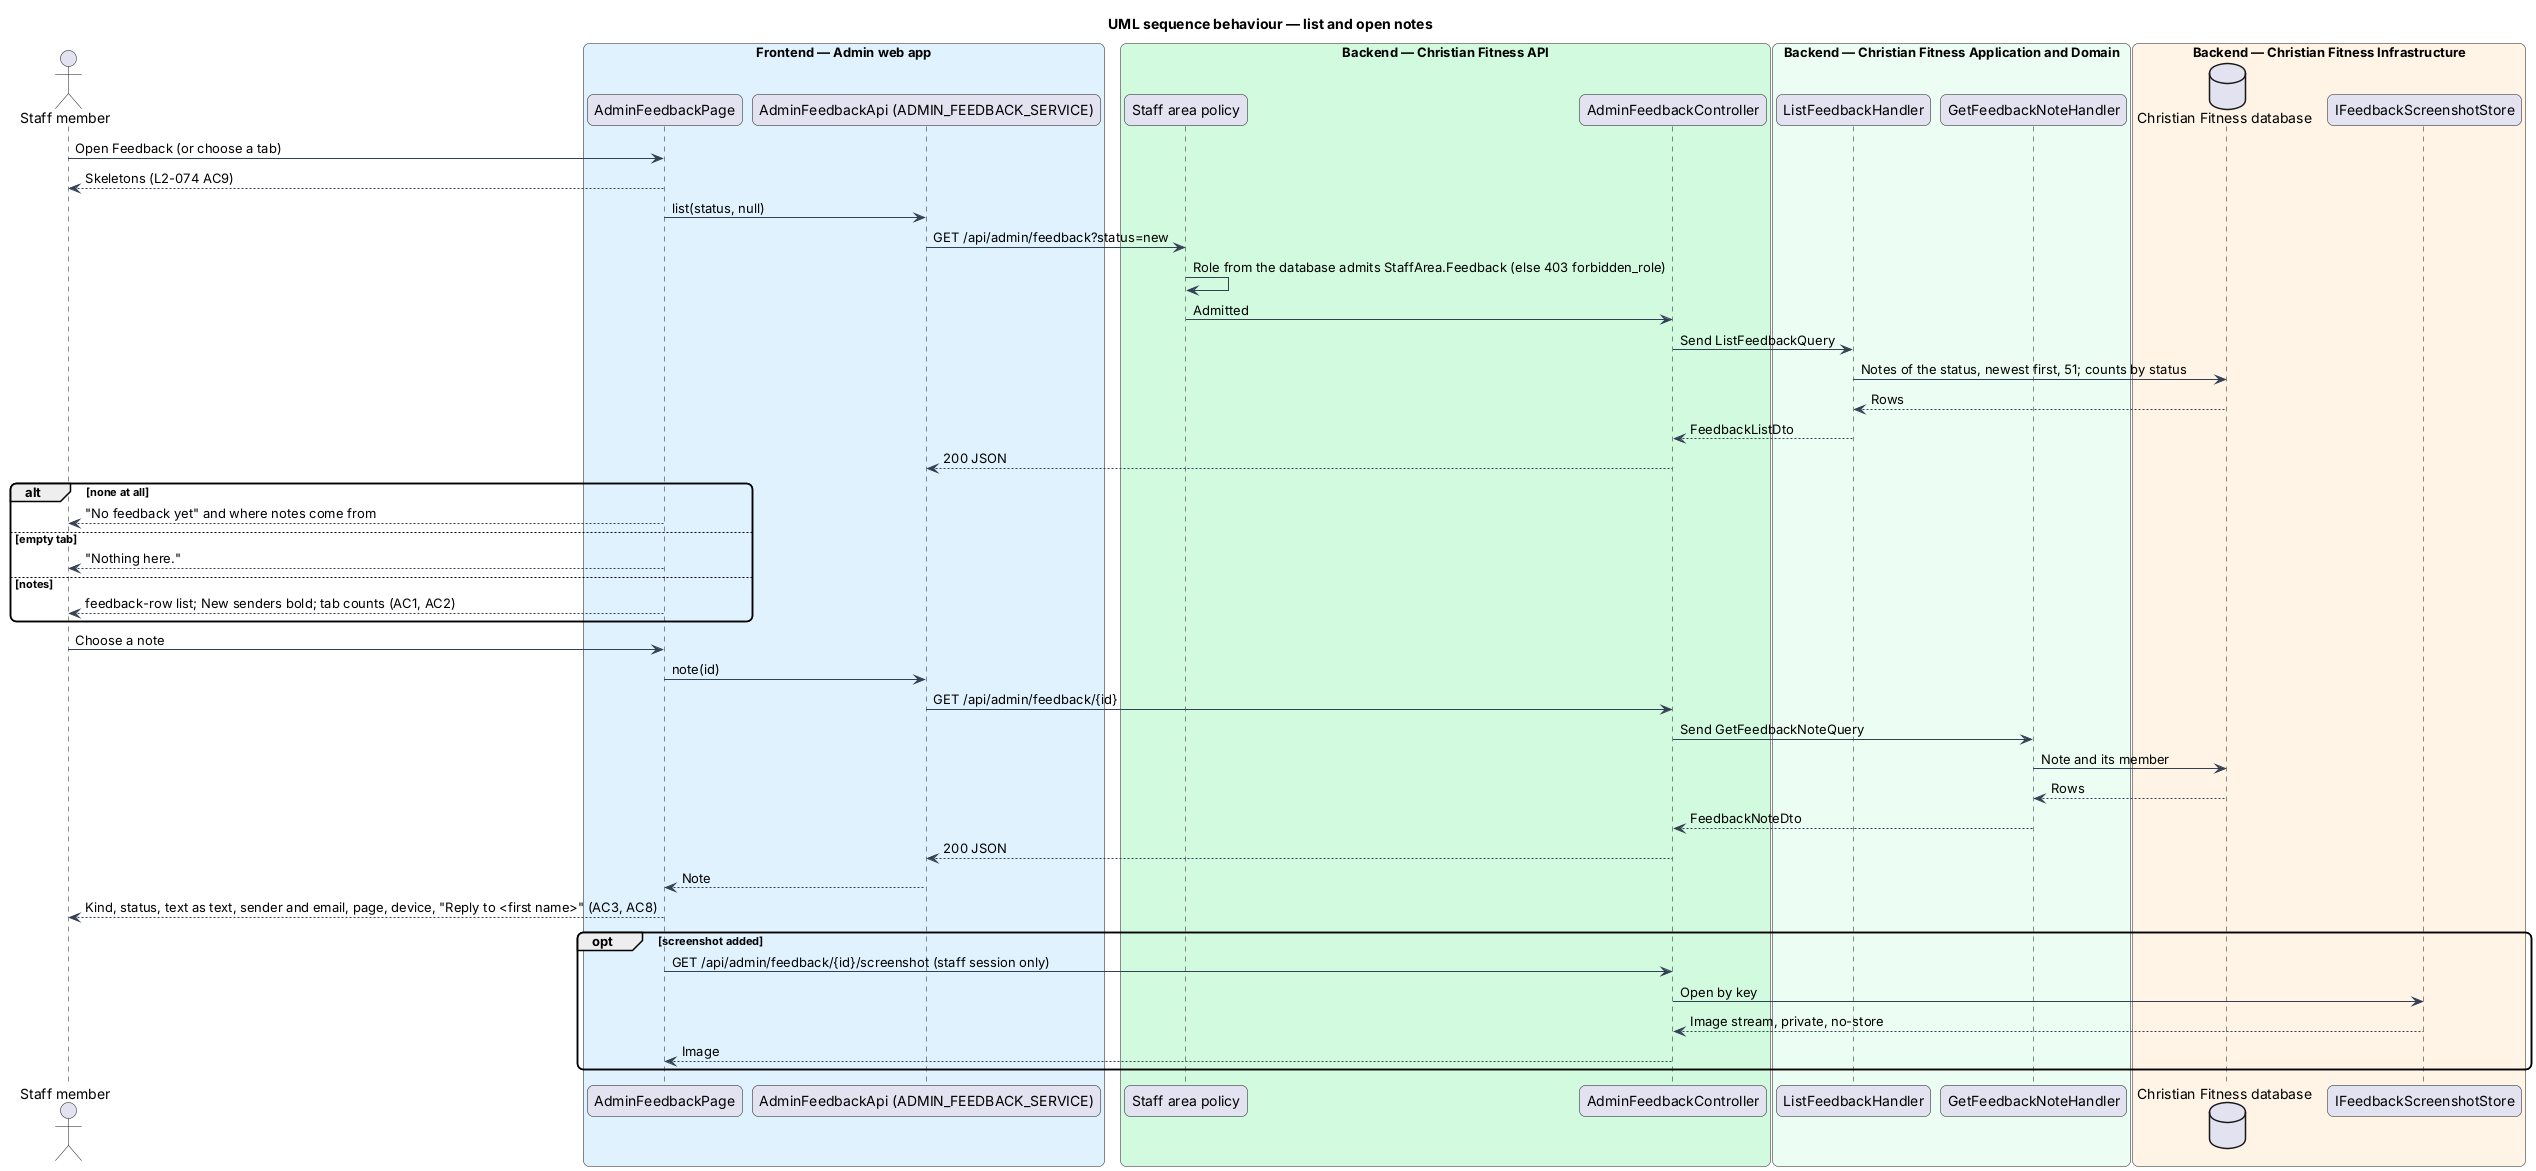 UML sequence behaviour — list and open notes
Frontend — Admin web app
Backend — Christian Fitness API
Backend — Christian Fitness Application and Domain
Backend — Christian Fitness Infrastructure
Staff member
AdminFeedbackPage
AdminFeedbackApi (ADMIN_FEEDBACK_SERVICE)
Staff area policy
AdminFeedbackController
ListFeedbackHandler
GetFeedbackNoteHandler
Christian Fitness database
IFeedbackScreenshotStore
Open Feedback (or choose a tab)
Skeletons (L2-074 AC9)
list(status, null)
GET /api/admin/feedback?status=new
Role from the database admits StaffArea.Feedback (else 403 forbidden_role)
Admitted
Send ListFeedbackQuery
Notes of the status, newest first, 51; counts by status
Rows
FeedbackListDto
200 JSON
alt [none at all]
"No feedback yet" and where notes come from
[empty tab]
"Nothing here."
[notes]
feedback-row list; New senders bold; tab counts (AC1, AC2)
Choose a note
note(id)
GET /api/admin/feedback/{id}
Send GetFeedbackNoteQuery
Note and its member
Rows
FeedbackNoteDto
200 JSON
Note
Kind, status, text as text, sender and email, page, device, "Reply to <first name>" (AC3, AC8)
opt [screenshot added]
GET /api/admin/feedback/{id}/screenshot (staff session only)
Open by key
Image stream, private, no-store
Image
Staff member
AdminFeedbackPage
AdminFeedbackApi (ADMIN_FEEDBACK_SERVICE)
Staff area policy
AdminFeedbackController
ListFeedbackHandler
GetFeedbackNoteHandler
Christian Fitness database
IFeedbackScreenshotStore